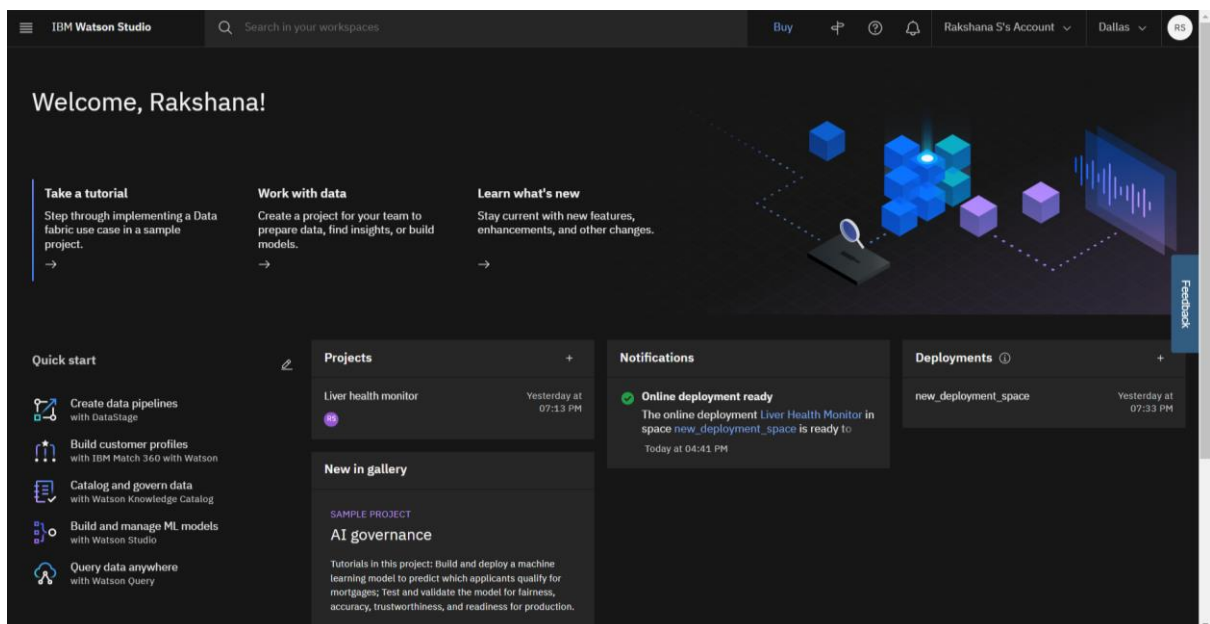 IBM Watson Studio
Search in your workspaces
Buy
Rakshana S's Account
Dallas
RS
Welcome, Rakshana!
Take a tutorial
Step through implementing a Data
fabric use case in a sample
project.
Work with data
Create a project for your team to
prepare data, find insights, or build
models.
Learn what's new
Stay current with new features,
enhancements, and other changes.
Feedback
Quick start
Create data pipelines
with DataStage
Build customer profiles
with IBM Match 360 with Watson
Catalog and govern data
with Watson Knowledge Catalog
Build and manage ML models
with Watson Studio
Query data anywhere
with Watson Query
Projects
Liver health monitor
Yesterday at
07:13 PM
RS
New in gallery
SAMPLE PROJECT
AI governance
Tutorials in this project: Build and deploy a machine
learning model to predict which applicants qualify for
mortgages; Test and validate the model for fairness,
accuracy, trustworthiness, and readiness for production.
Notifications
Online deployment ready
The online deployment Liver Health Monitor in
space new_deployment_space is ready to
Today at 04:41 PM
Deployments
new_deployment_space
Yesterday at
07:33 PM